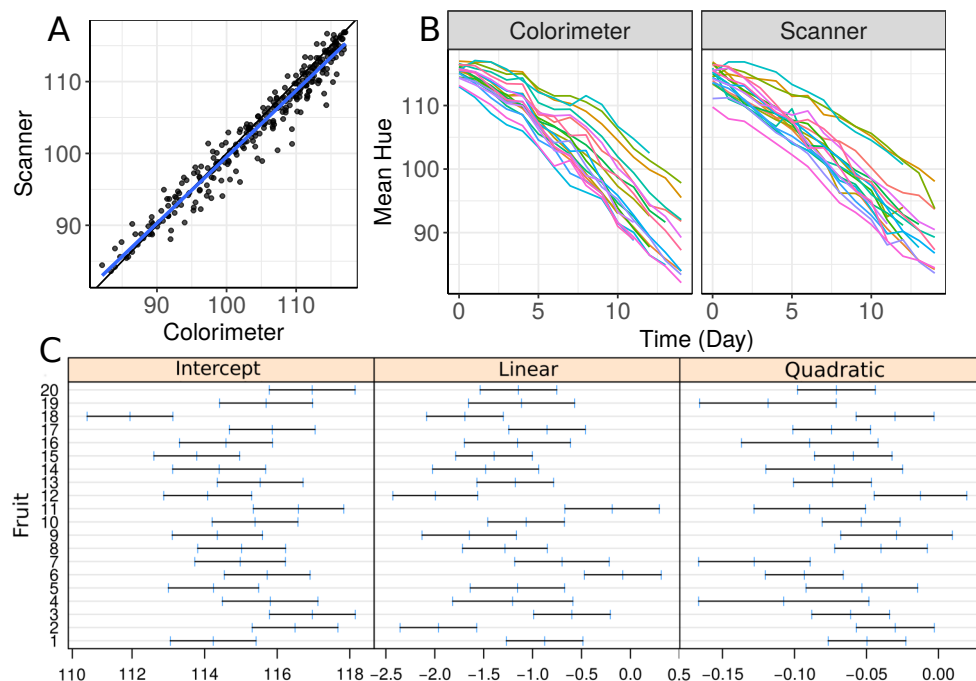 A
Scanner
110
100
90
90 100 110
Colorimeter
B
Colorimeter Scanner
Mean Hue
110
100
90
0 5 10 0 5 10
Time (Day)
C
Intercept Linear Quadratic
Fruit
20
19
18
17
16
15
14
13
12
11
10
9
8
7
6
5
4
3
2
1
110 112 114 116 118 -2.5 -2.0 -1.5 -1.0 -0.5 0.0 0.5 -0.15 -0.10 -0.05 0.00